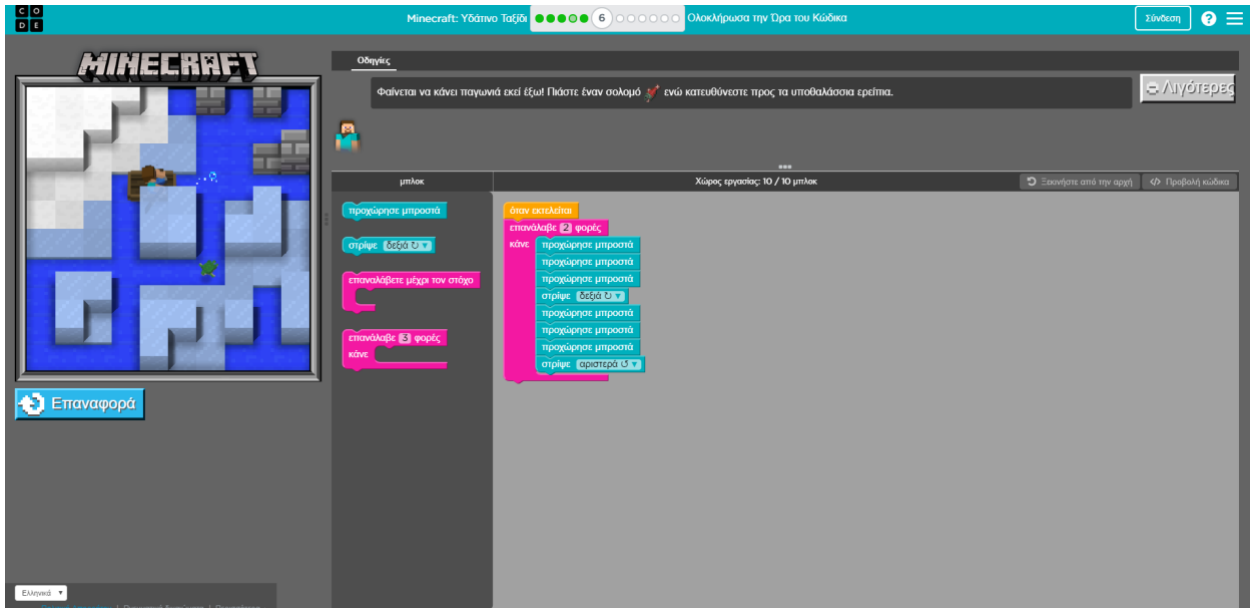 CODE
Minecraft: Υδάτινο Ταξίδι 6 Ολοκλήρωσα την Ώρα του Κώδικα
Σύνδεση ?
MINECRAFT
Οδηγίες
Φαίνεται να κάνει παγωνιά εκεί έξω! Πιάστε έναν σολομό ενώ κατευθύνεστε προς τα υποθαλάσσια ερείπια.
Λιγότερες
μπλοκ
Χώρος εργασίας: 10 / 10 μπλοκ
Ξεκινήστε από την αρχή
</> Προβολή κώδικα
προχώρησε μπροστά
στρίψε δεξιά ↻
επαναλάβετε μέχρι τον στόχο
επανάλαβε 3 φορές
κάνε
όταν εκτελείται
επανάλαβε 2 φορές
κάνε προχώρησε μπροστά
προχώρησε μπροστά
προχώρησε μπροστά
στρίψε δεξιά ↻
προχώρησε μπροστά
προχώρησε μπροστά
προχώρησε μπροστά
στρίψε αριστερά ↺
Επαναφορά
Ελληνικά